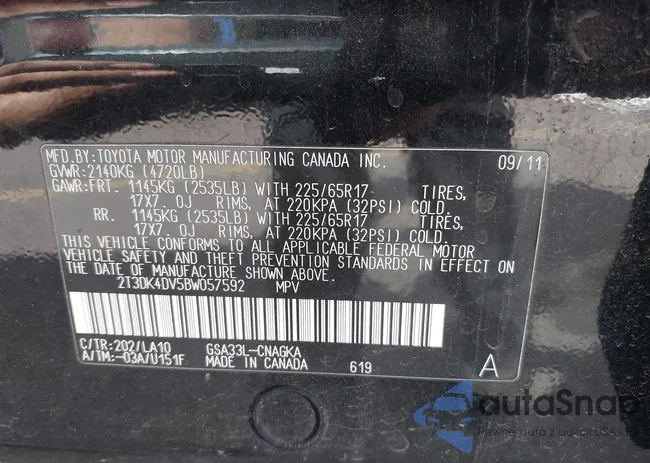 MFD.BY:TOYOTA MOTOR MANUFACTURING CANADA INC. 09/11
GVWR:2140KG (4720LB)
GAWR:FRT. 1145KG (2535LB) WITH 225/65R17 TIRES,
17X7.0J RIMS, AT 220KPA (32PSI) COLD.
RR. 1145KG (2535LB) WITH 225/65R17 TIRES,
17X7.0J RIMS, AT 220KPA (32PSI) COLD.
THIS VEHICLE CONFORMS TO ALL APPLICABLE FEDERAL MOTOR
VEHICLE SAFETY AND THEFT PREVENTION STANDARDS IN EFFECT ON
THE DATE OF MANUFACTURE SHOWN ABOVE.
2T3DK4DV5BW057592 MPV
C/TR:202/LA10 GSA33L-CNAGKA
A/TM:-03A/U151F MADE IN CANADA 619 A
autoSnap
Pewne auta z aukcji USA